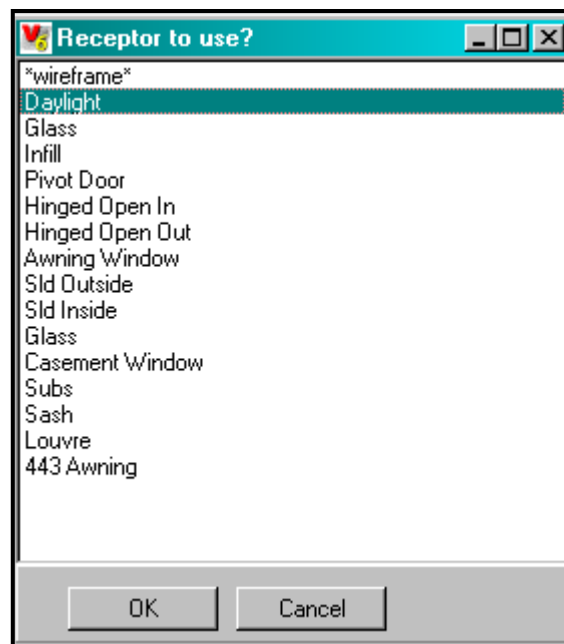 Receptor to use?
*wireframe*
Daylight
Glass
Infill
Pivot Door
Hinged Open In
Hinged Open Out
Awning Window
Sld Outside
Sld Inside
Glass
Casement Window
Subs
Sash
Louvre
443 Awning
OK Cancel